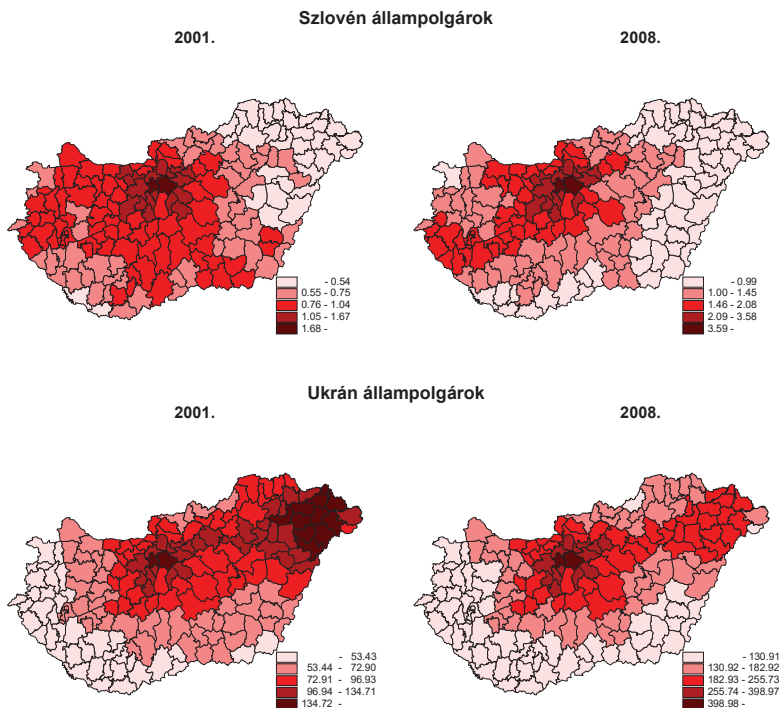 Szlovén állampolgárok
2001.
2008.
- 0.54
0.55 - 0.75
0.76 - 1.04
1.05 - 1.67
1.68 -
- 0.99
1.00 - 1.45
1.46 - 2.08
2.09 - 3.58
3.59 -
Ukrán állampolgárok
2001.
2008.
- 53.43
53.44 - 72.90
72.91 - 96.93
96.94 - 134.71
134.72 -
- 130.91
130.92 - 182.92
182.93 - 255.73
255.74 - 398.97
398.98 -